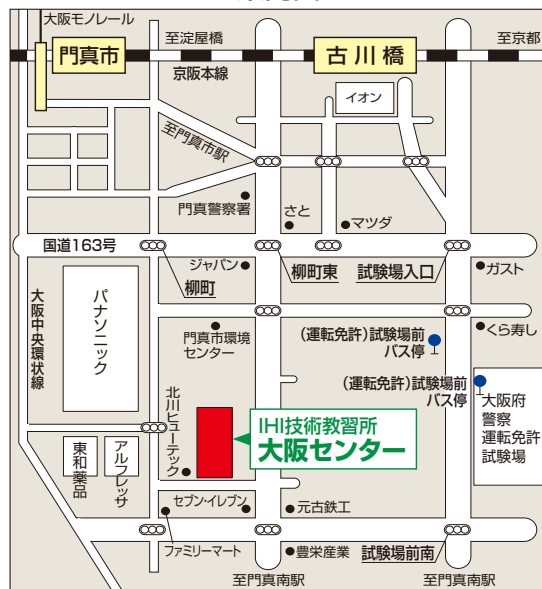 大阪モノレール
至淀屋橋
至京都
門真市
古川橋
京阪本線
イオン
至門真市駅
門真警察署
さと
マツダ
国道163号
ジャパン
柳町
柳町東
試験場入口
ガスト
大阪中央環状線
パナソニック
門真市環境
センター
(運転免許)試験場前
バス停
くら寿し
(運転免許)試験場前
バス停
大阪府
警察
運転免許
試験場
北川ヒューテック
IHI技術教習所
大阪センター
東和薬品
アルフレッサ
セブン・イレブン
元古鉄工
ファミリーマート
豊栄産業
試験場前南
至門真南駅
至門真南駅